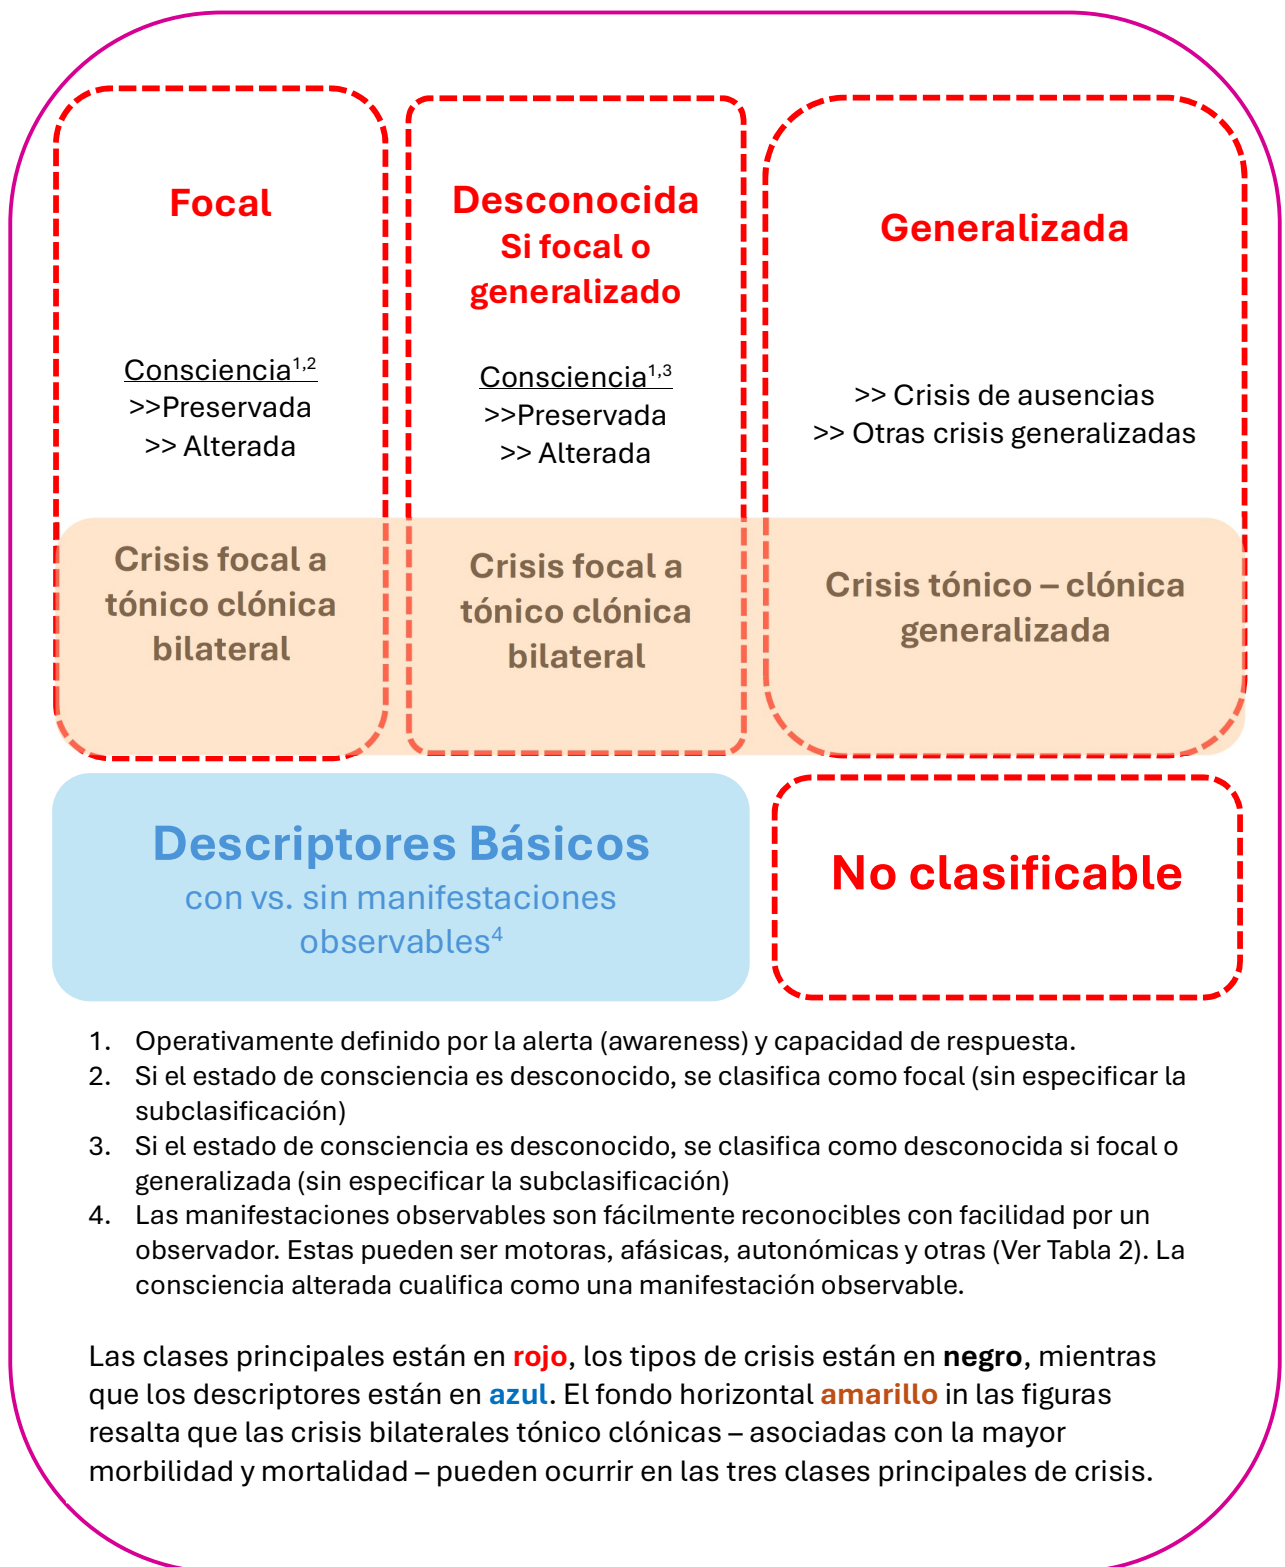 Focal
Consciencia1,2
>>Preservada
>> Alterada
Crisis focal a
tónico clónica
bilateral
Desconocida
Si focal o
generalizado
Consciencia1,3
>>Preservada
>> Alterada
Crisis focal a
tónico clónica
bilateral
Generalizada
>> Crisis de ausencias
>> Otras crisis generalizadas
Crisis tónico – clónica
generalizada
Descriptores Básicos
con vs. sin manifestaciones
observables4
No clasificable
1. Operativamente definido por la alerta (awareness) y capacidad de respuesta.
2. Si el estado de consciencia es desconocido, se clasifica como focal (sin especificar la
subclasificación)
3. Si el estado de consciencia es desconocido, se clasifica como desconocida si focal o
generalizada (sin especificar la subclasificación)
4. Las manifestaciones observables son fácilmente reconocibles con facilidad por un
observador. Estas pueden ser motoras, afásicas, autonómicas y otras (Ver Tabla 2). La
consciencia alterada cualifica como una manifestación observable.
Las clases principales están en rojo, los tipos de crisis están en negro, mientras
que los descriptores están en azul. El fondo horizontal amarillo in las figuras
resalta que las crisis bilaterales tónico clónicas – asociadas con la mayor
morbilidad y mortalidad – pueden ocurrir en las tres clases principales de crisis.